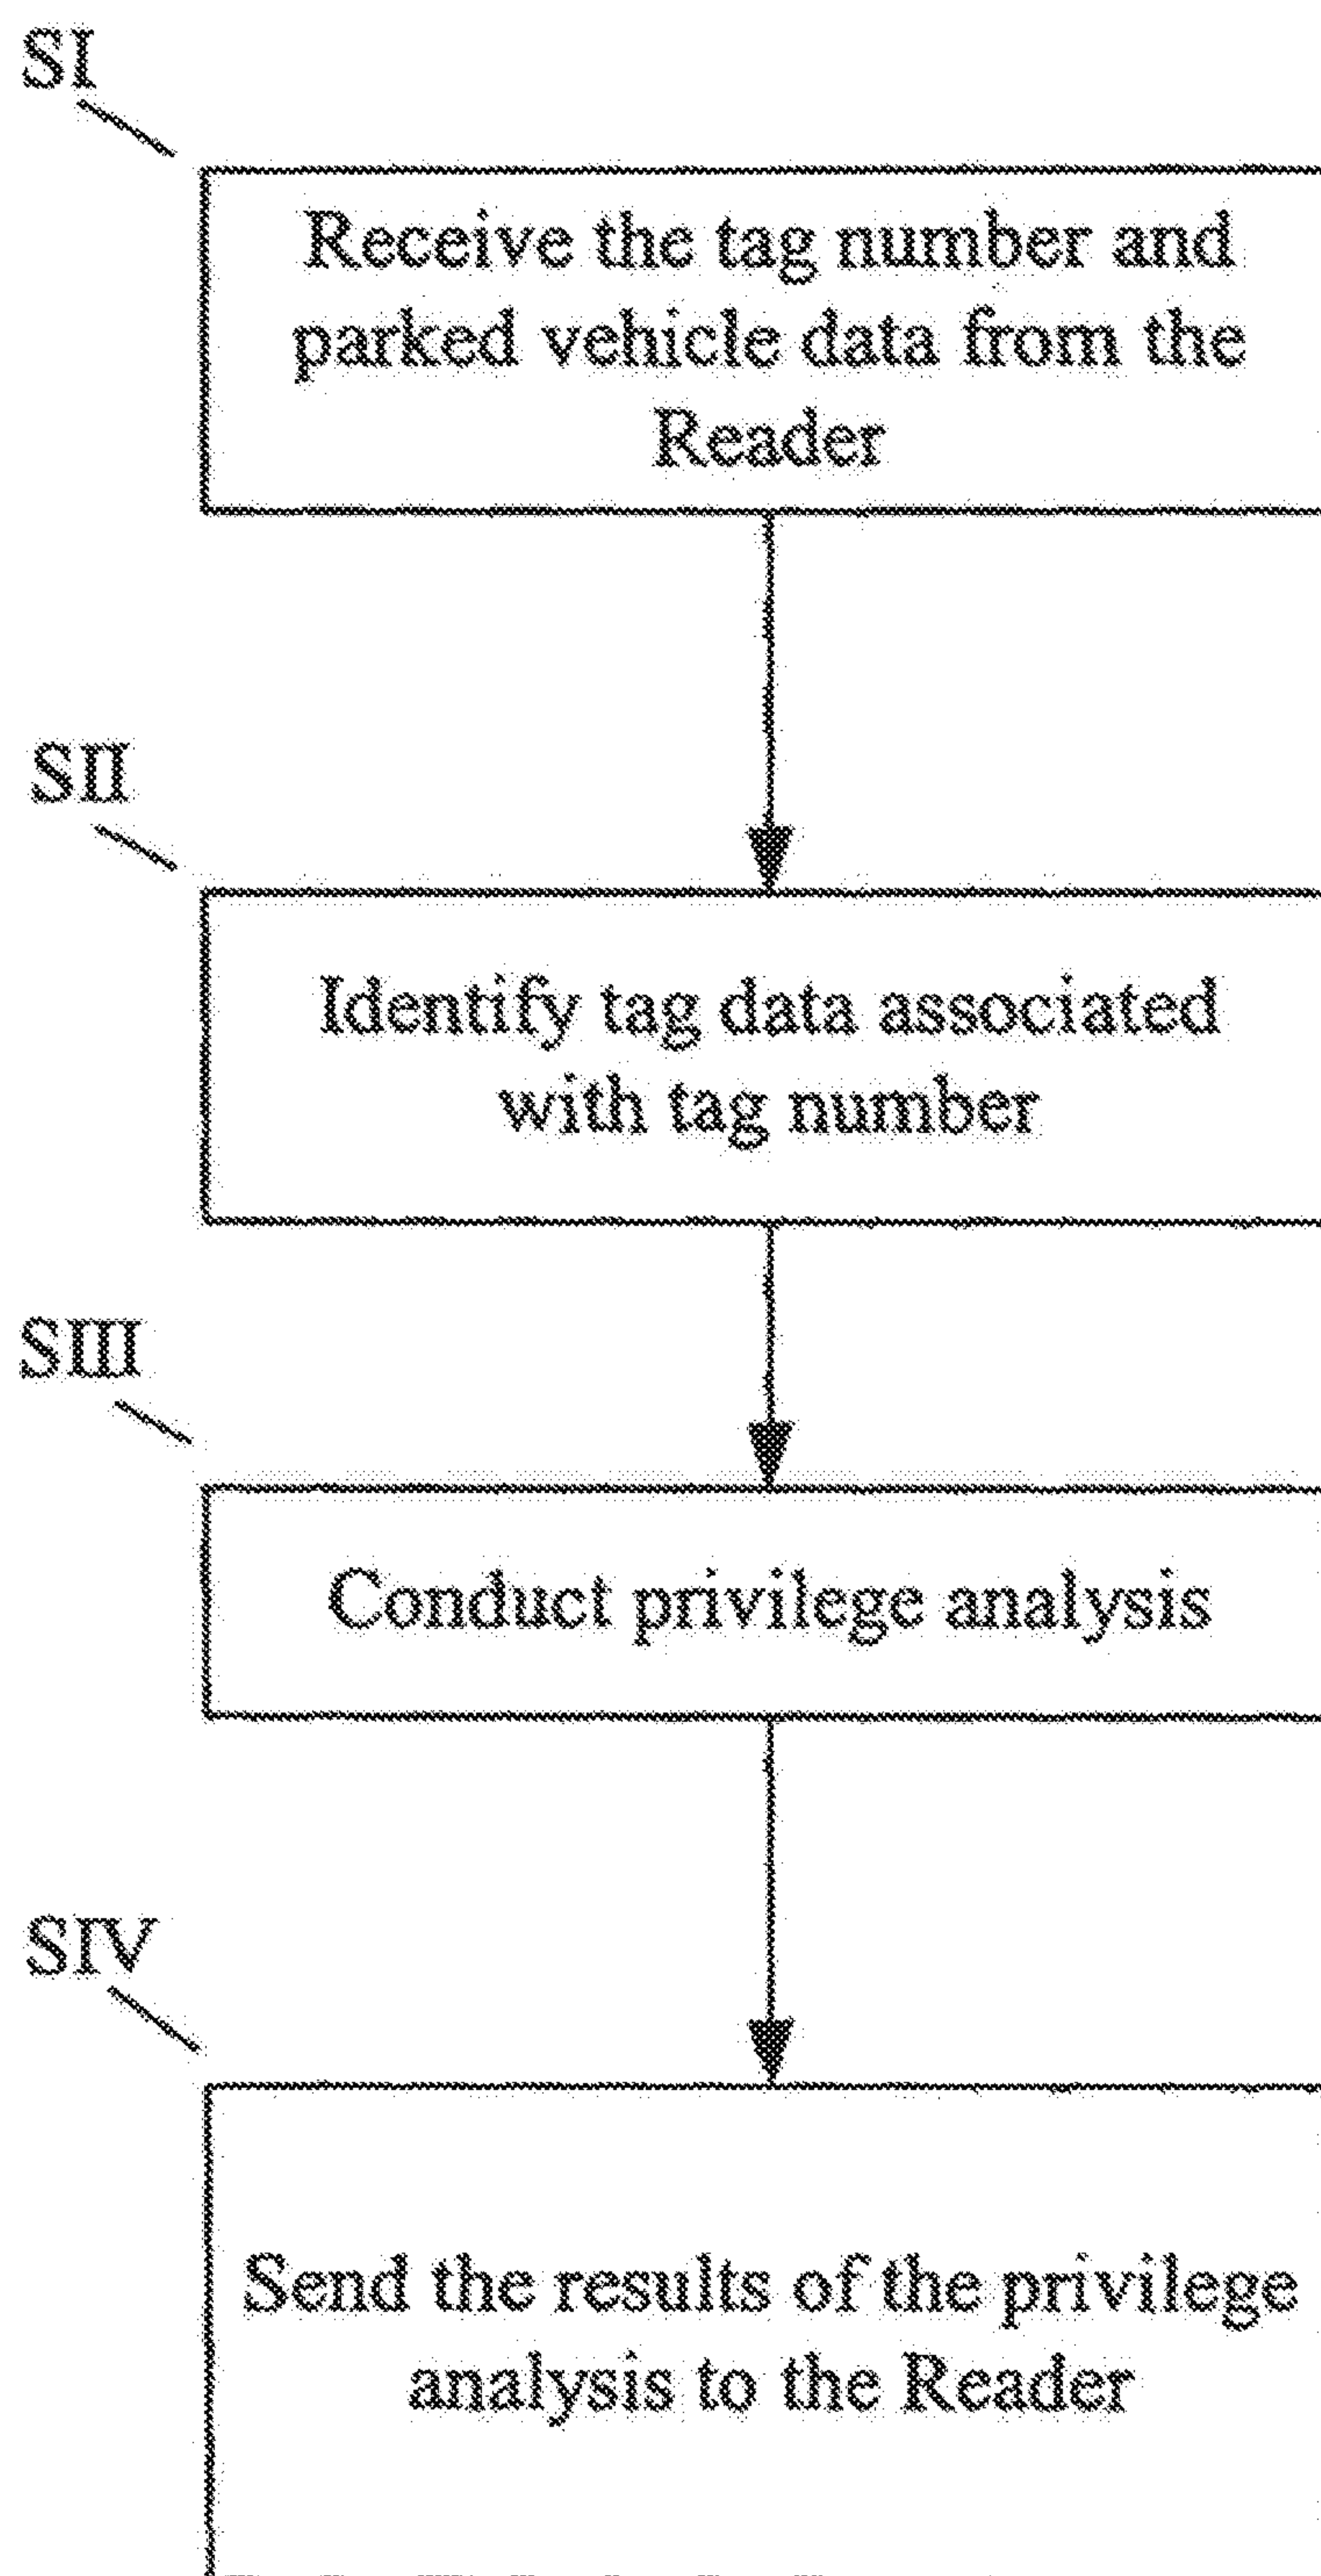 SI
Receive the tag number and
parked vehicle data from the
Reader
SII
Identify tag data associated
with tag number
SIII
Conduct privilege analysis
SIV
Send the results of the privilege
analysis to the Reader